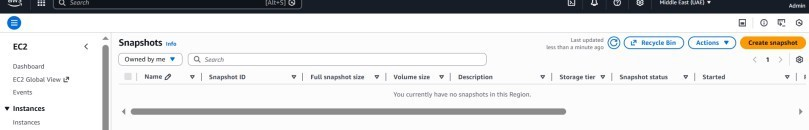 aws
Search
[Alt+S]
Middle East (UAE) ▼
Admin
EC2
Dashboard
EC2 Global View
Events
Instances
Instances
Snapshots Info
Last updated
less than a minute ago
Recycle Bin
Actions ▼
Create snapshot
Owned by me ▼
Search
1
Name
Snapshot ID
Full snapshot size
Volume size
Description
Storage tier
Snapshot status
Started
You currently have no snapshots in this Region.